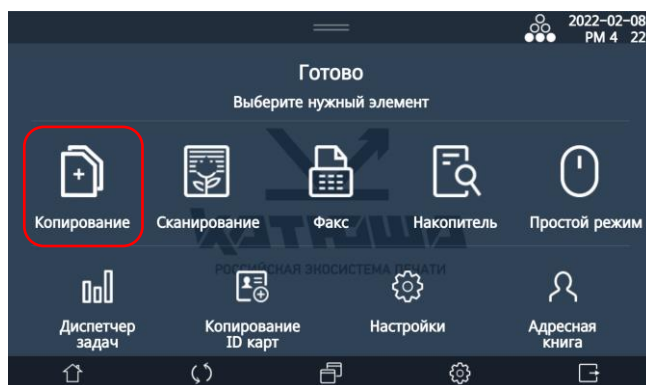 2022-02-08
PM 4 22
Готово
Выберите нужный элемент
Копирование
Сканирование
Факс
Накопитель
Простой режим
катюша
РОССИЙСКАЯ ЭКОСИСТЕМА ПЕЧАТИ
Диспетчер
задач
Копирование
ID карт
Настройки
Адресная
книга